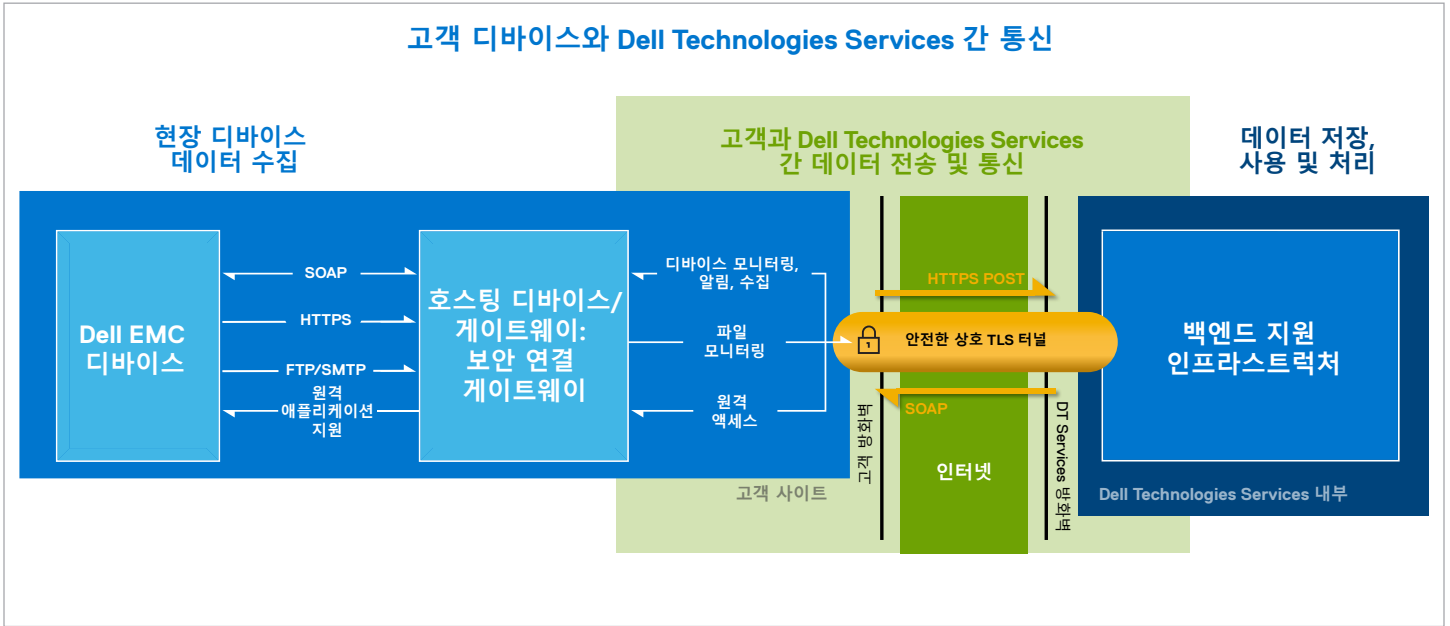 고객 디바이스와 Dell Technologies Services 간 통신
현장 디바이스
데이터 수집
고객과 Dell Technologies Services
간 데이터 전송 및 통신
데이터 저장,
사용 및 처리
Dell EMC
디바이스
SOAP
HTTPS
FTP/SMTP
원격
애플리케이션
지원
호스팅 디바이스/
게이트웨이:
보안 연결
게이트웨이
디바이스 모니터링,
알림, 수집
파일
모니터링
원격
액세스
고객 사이트
고객 방화벽
HTTPS POST
안전한 상호 TLS 터널
SOAP
인터넷
DT Services 방화벽
백엔드 지원
인프라스트럭처
Dell Technologies Services 내부